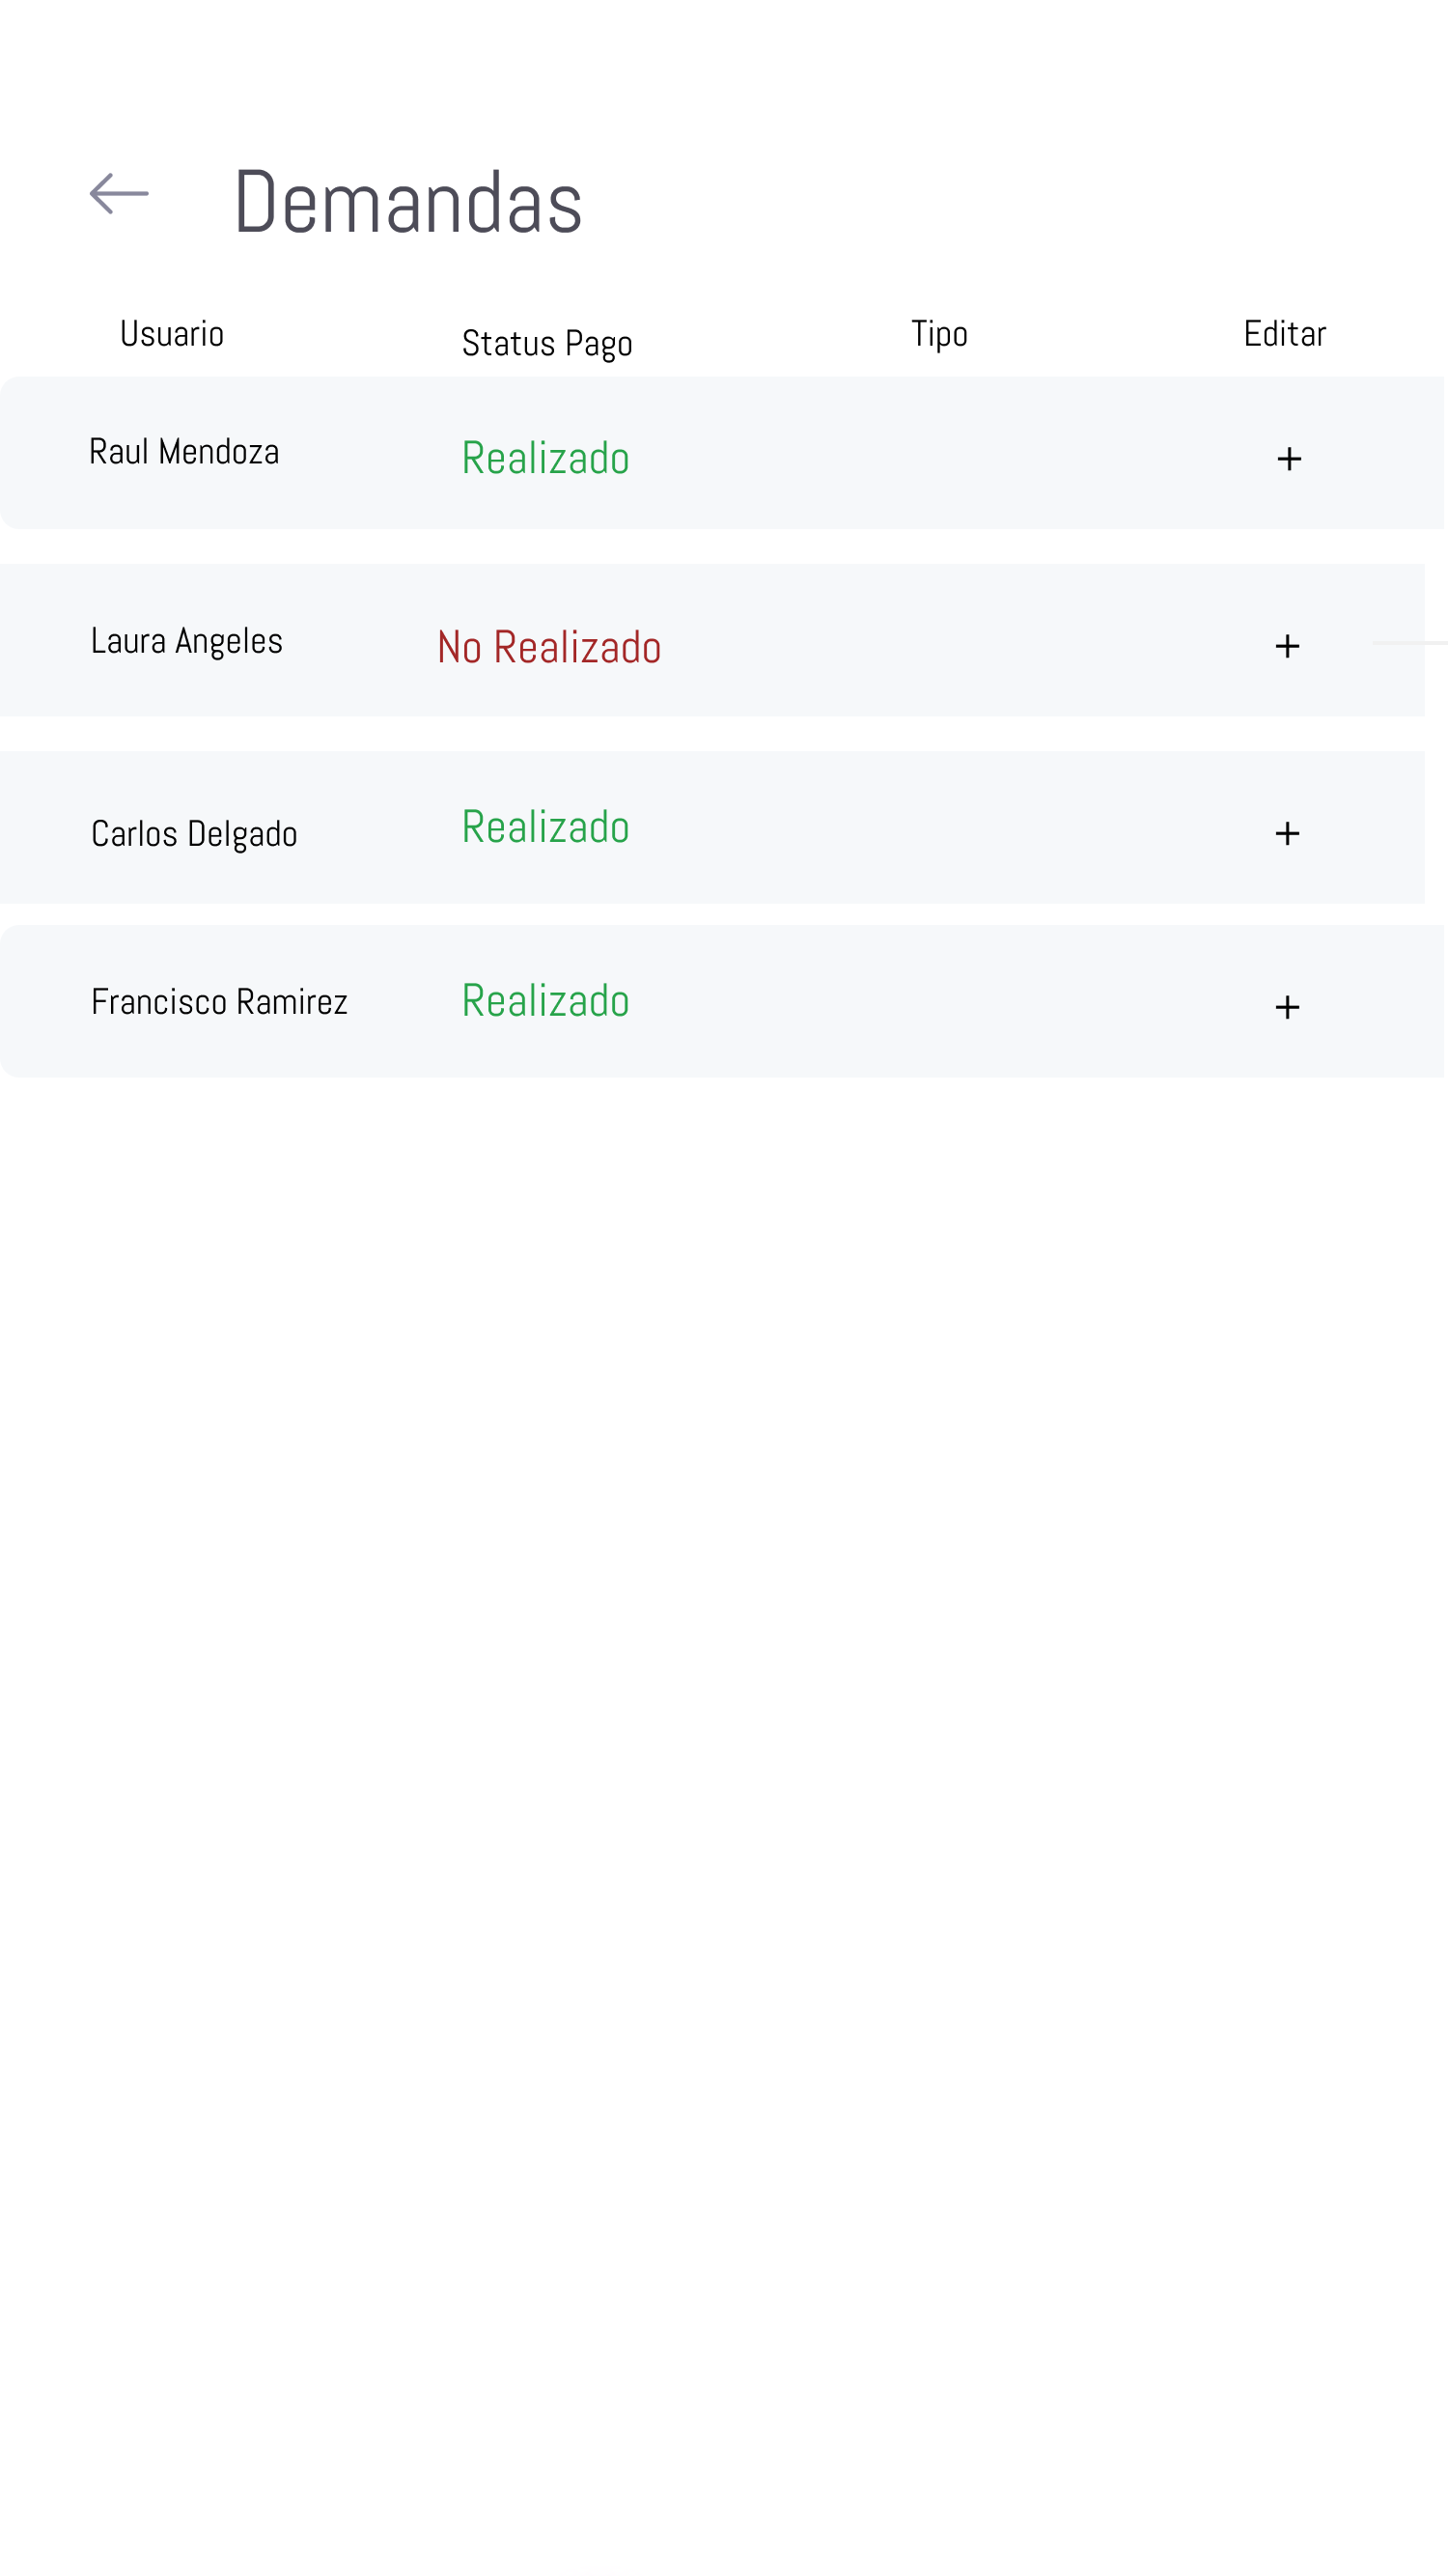 Demandas
Usuario Status Pago Tipo Editar
Raul Mendoza Realizado +
Laura Angeles No Realizado +
Carlos Delgado Realizado +
Francisco Ramirez Realizado +